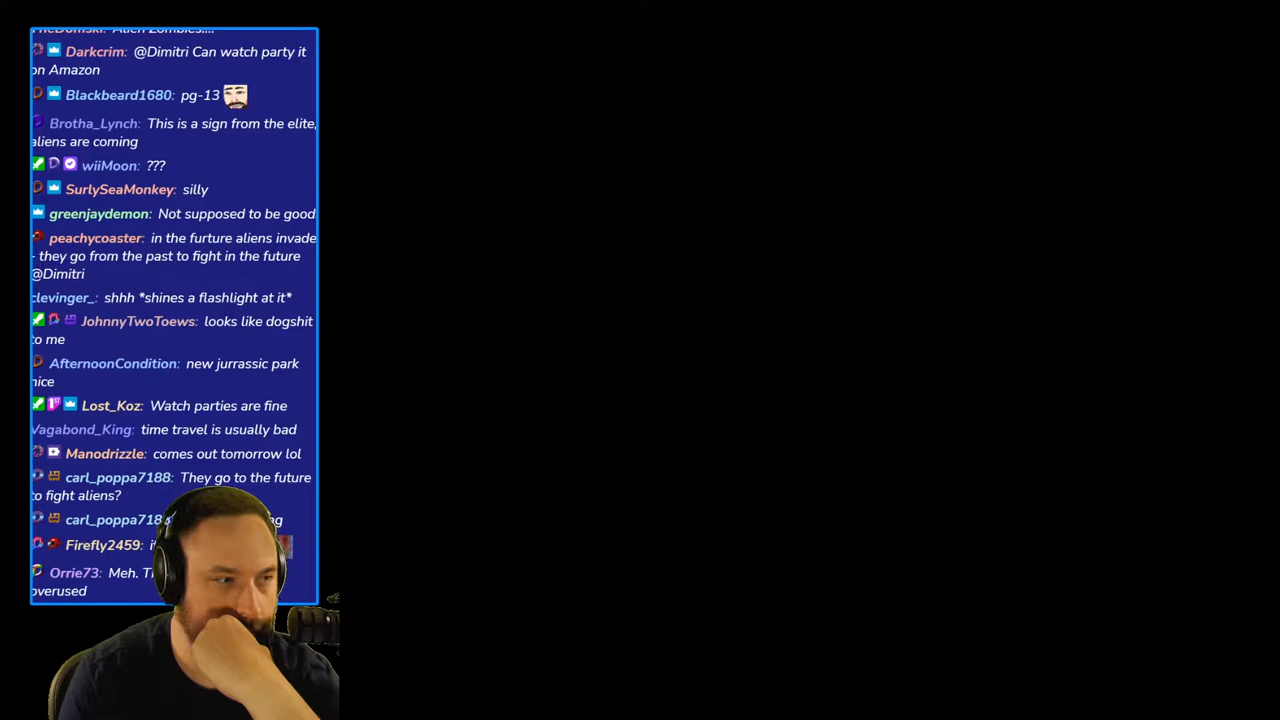 Alien Zombies....
Darkcrim: @Dimitri Can watch party it
on Amazon
Blackbeard1680: pg-13
Brotha_Lynch: This is a sign from the elite,
aliens are coming
wiiMoon: ???
SurlySeaMonkey: silly
greenjaydemon: Not supposed to be good
peachycoaster: in the furture aliens invade
- they go from the past to fight in the future
@Dimitri
clevinger_: shhh *shines a flashlight at it*
JohnnyTwoToews: looks like dogshit
to me
AfternoonCondition: new jurrassic park
nice
Lost_Koz: Watch parties are fine
Vagabond_King: time travel is usually bad
Manodrizzle: comes out tomorrow lol
carl_poppa7188: They go to the future
to fight aliens?
carl_poppa718
Firefly2459:
Orrie73: Meh.
overused